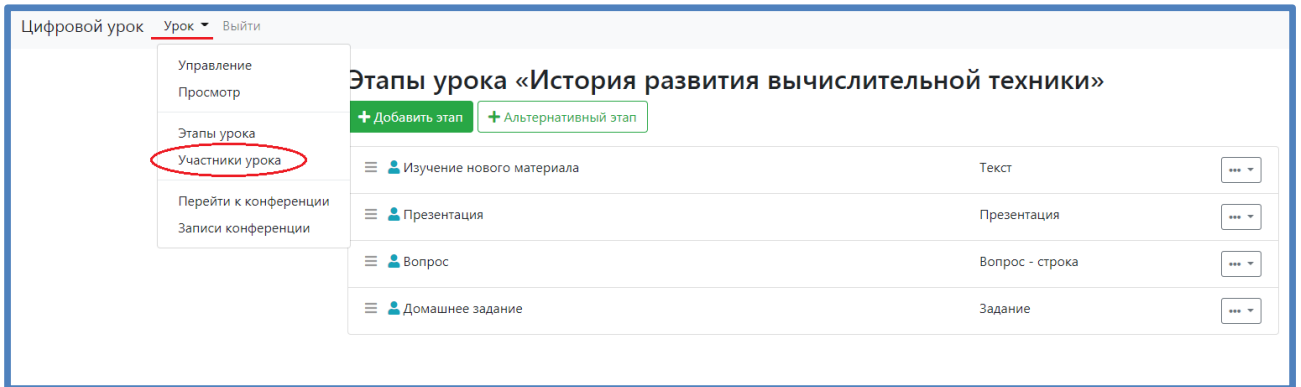 Цифровой урок Урок Выйти
Управление
Просмотр
Этапы урока
Участники урока
Перейти к конференции
Записи конференции
Этапы урока «История развития вычислительной техники»
+ Добавить этап + Альтернативный этап
Изучение нового материала Текст
Презентация Презентация
Вопрос Вопрос - строка
Домашнее задание Задание